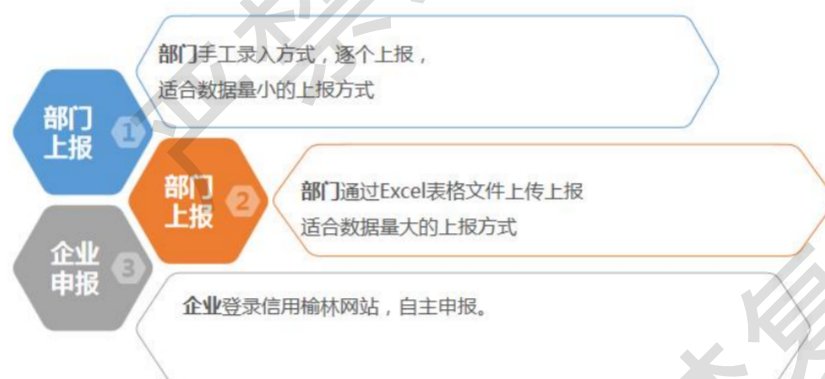 部门
上报
1
部门手工录入方式，逐个上报，
适合数据量小的上报方式
部门
上报
2
部门通过Excel表格文件上传上报
适合数据量大的上报方式
企业
申报
3
企业登录信用榆林网站，自主申报。
严禁
禁复